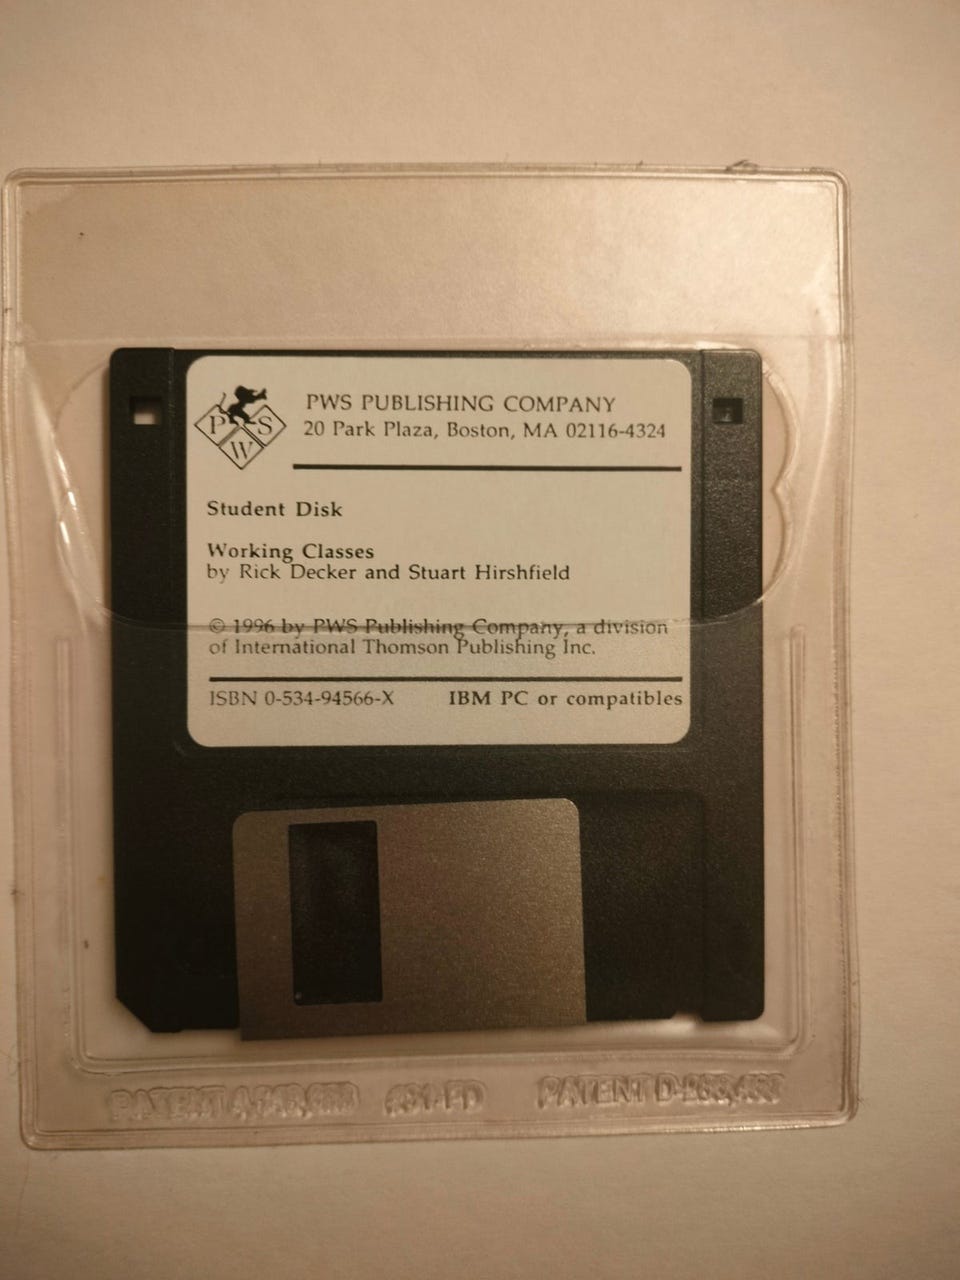 PWS PUBLISHING COMPANY
20 Park Plaza, Boston, MA 02116-4324
P S
W
Student Disk
Working Classes
by Rick Decker and Stuart Hirshfield
© 1996 by PWS Publishing Company, a division
of International Thomson Publishing Inc.
ISBN 0-534-94566-X IBM PC or compatibles
PATENT PATENT